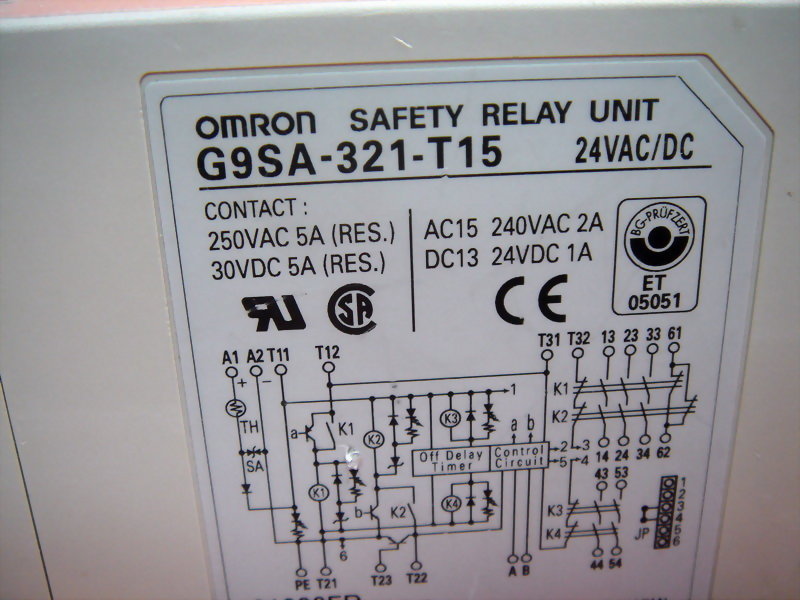 OMRON SAFETY RELAY UNIT
G9SA-321-T15 24VAC/DC
CONTACT :
250VAC 5A (RES.)
30VDC 5A (RES.)
AC15 240VAC 2A
DC13 24VDC 1A
BG-PRÜFZERT
ET
05051
CE
A1 A2 T11 T12 T31 T32 13 23 33 61
+ −
TH
SA
a
K1
K1
K2
b
K2
K3
K4
1
a b
Off Delay
Timer
Control
Circuit
2 3
5 4
K1
K2
14 24 34 62
43 53
K3
K4
44 54
JP
1
2
3
4
5
6
6
PE T21 T23 T22 A B